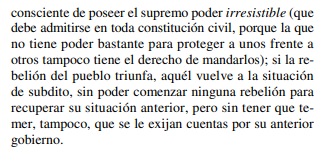 consciente de poseer el supremo poder irresistible (que
debe admitirse en toda constitución civil, porque la que
no tiene poder bastante para proteger a unos frente a
otros tampoco tiene el derecho de mandarlos); si la re-
belión del pueblo triunfa, aquél vuelve a la situación
de subdito, sin poder comenzar ninguna rebelión para
recuperar su situación anterior, pero sin tener que te-
mer, tampoco, que se le exijan cuentas por su anterior
gobierno.